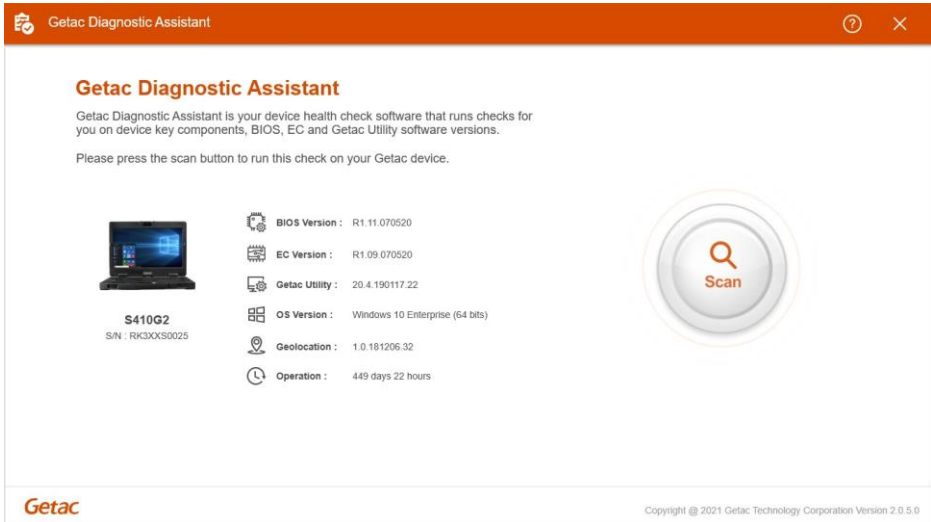 Getac Diagnostic Assistant
Getac Diagnostic Assistant
Getac Diagnostic Assistant is your device health check software that runs checks for
you on device key components, BIOS, EC and Getac Utility software versions.
Please press the scan button to run this check on your Getac device.
S410G2
S/N : RK3XXS0025
BIOS Version : R1.11.070520
EC Version : R1.09.070520
Getac Utility : 20.4.190117.22
OS Version : Windows 10 Enterprise (64 bits)
Geolocation : 1.0.181206.32
Operation : 449 days 22 hours
Scan
Getac
Copyright @ 2021 Getac Technology Corporation Version 2.0.5.0